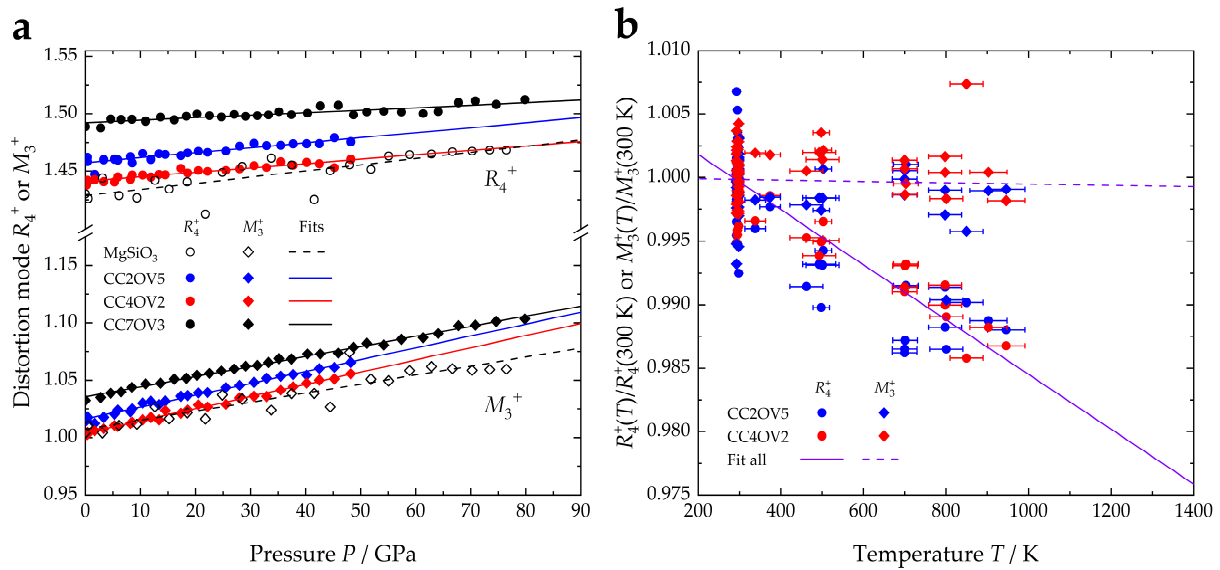 a
Distortion mode R₄⁺ or M₃⁺
1.55
1.50
1.45
1.40
1.15
1.10
1.05
1.00
0.95
R₄⁺
R₄⁺ M₃⁺ Fits
MgSiO₃
CC2OV5
CC4OV2
CC7OV3
M₃⁺
0 10 20 30 40 50 60 70 80 90
Pressure P / GPa
b
R₄⁺(T)/R₄⁺(300 K) or M₃⁺(T)/M₃⁺(300 K)
1.010
1.005
1.000
0.995
0.990
0.985
0.980
0.975
R₄⁺ M₃⁺
CC2OV5
CC4OV2
Fit all
200 400 600 800 1000 1200 1400
Temperature T / K